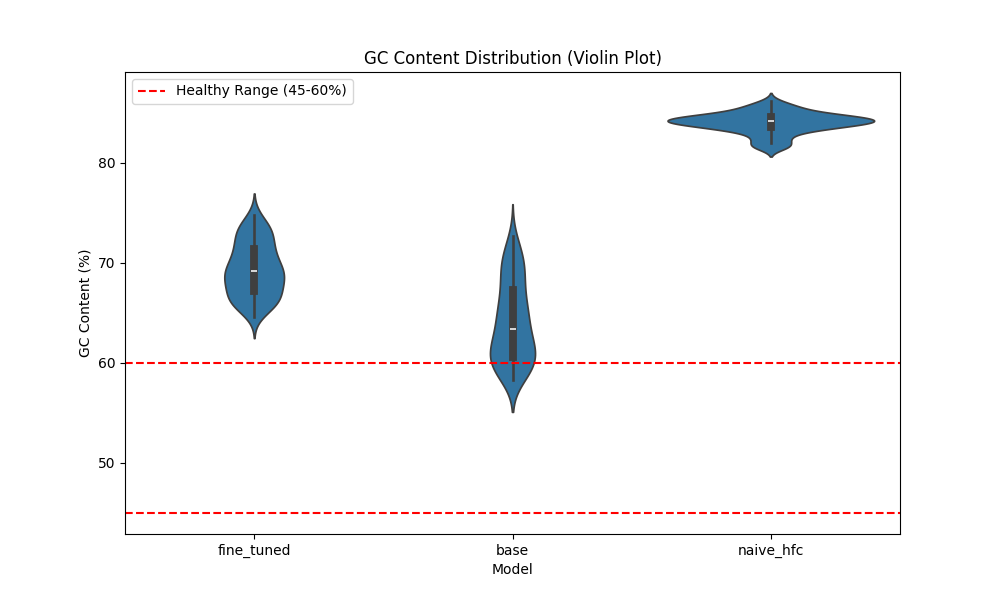 GC Content Distribution (Violin Plot)
Healthy Range (45-60%)
GC Content (%)
80
70
60
50
fine_tuned
base
naive_hfc
Model